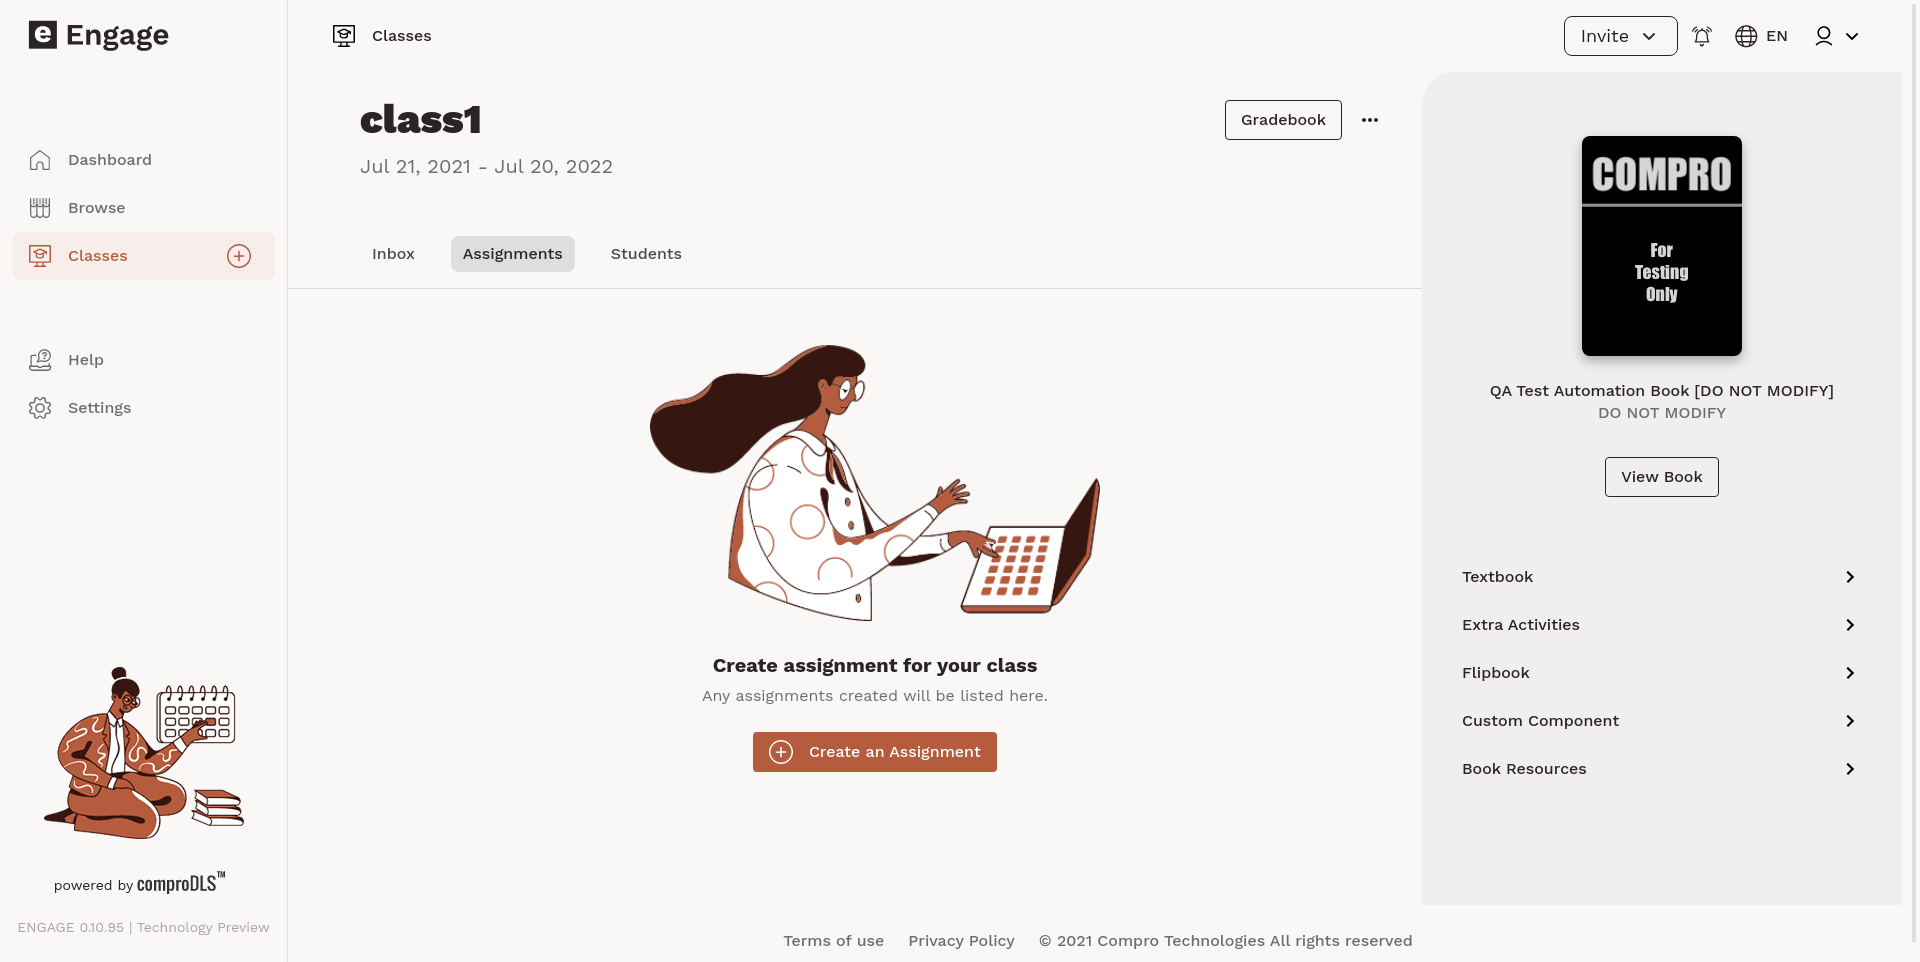 e Engage
Dashboard
Browse
Classes
Help
Settings
powered by comproDLS™
ENGAGE 0.10.95 | Technology Preview
Classes
Invite
EN
class1
Gradebook
Jul 21, 2021 - Jul 20, 2022
Inbox
Assignments
Students
Create assignment for your class
Any assignments created will be listed here.
Create an Assignment
COMPRO
For
Testing
Only
QA Test Automation Book [DO NOT MODIFY]
DO NOT MODIFY
View Book
Textbook
Extra Activities
Flipbook
Custom Component
Book Resources
Terms of use
Privacy Policy
© 2021 Compro Technologies All rights reserved